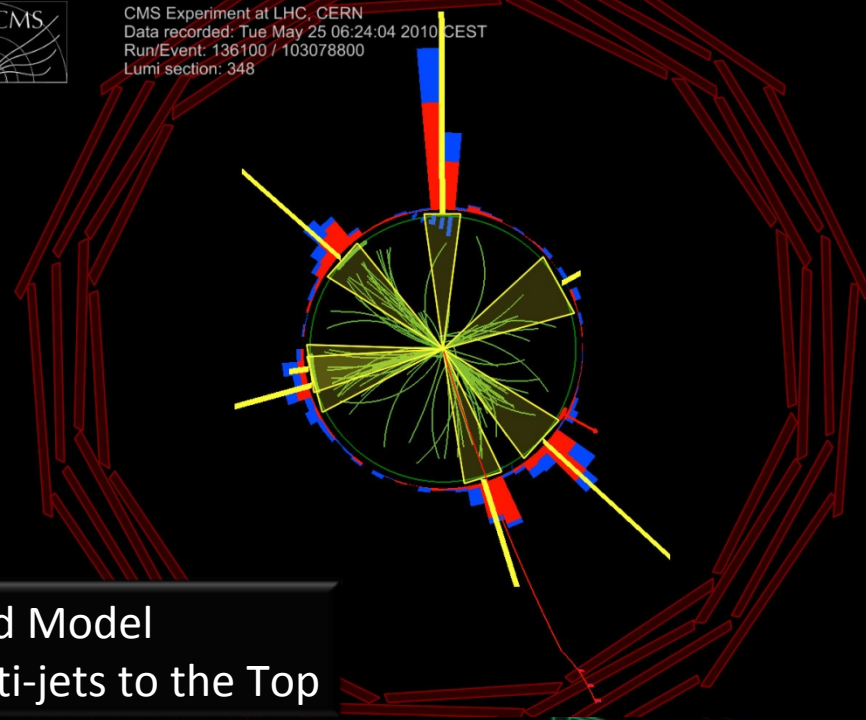 CMS
CMS Experiment at LHC, CERN
Data recorded: Tue May 25 06:24:04 2010 CEST
Run/Event: 136100 / 103078800
Lumi section: 348
d Model
ti-jets to the Top